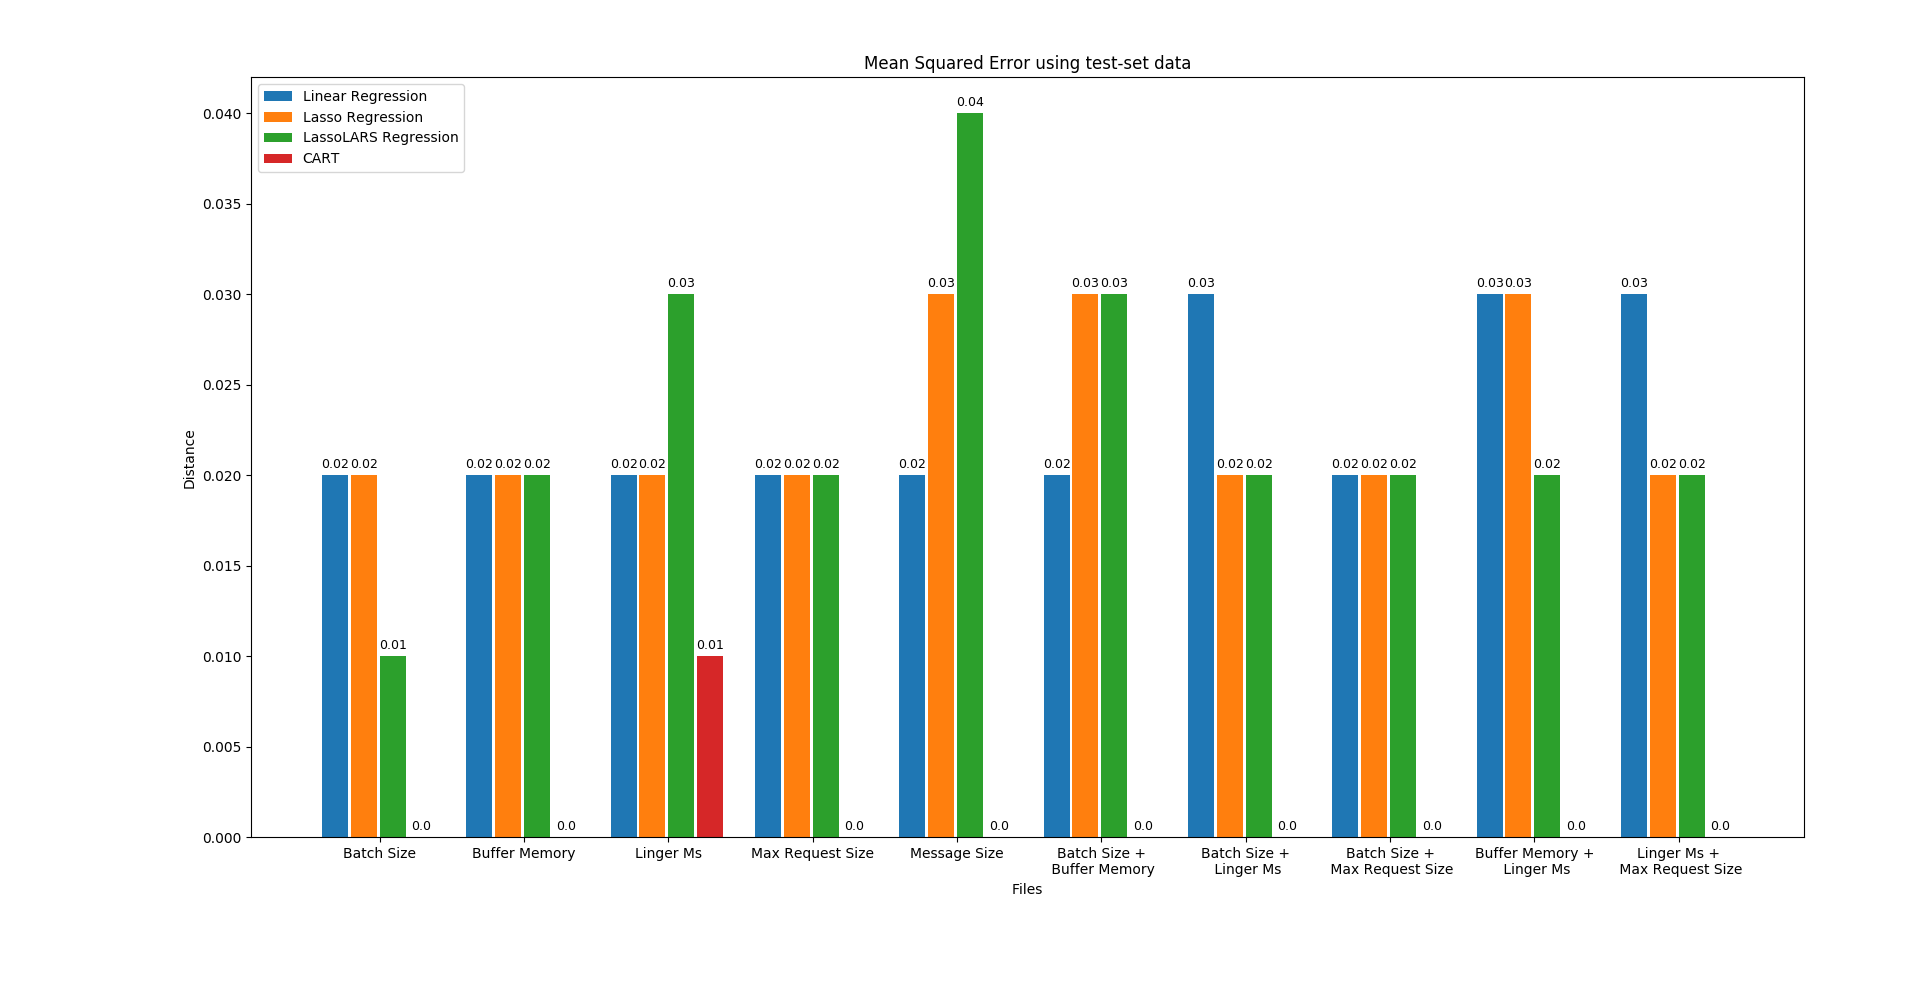 Mean Squared Error using test-set data
Linear Regression
Lasso Regression
LassoLARS Regression
CART
0.040
0.035
0.030
0.025
0.020
0.015
0.010
0.005
0.000
Distance
0.02 0.02 0.01 0.0
0.02 0.02 0.02 0.0
0.02 0.02 0.03 0.01
0.02 0.02 0.02 0.0
0.02 0.03 0.04 0.0
0.02 0.03 0.03 0.0
0.03 0.02 0.02 0.0
0.02 0.02 0.02 0.0
0.03 0.03 0.02 0.0
0.03 0.02 0.02 0.0
Batch Size
Buffer Memory
Linger Ms
Max Request Size
Message Size
Batch Size +
Buffer Memory
Batch Size +
Linger Ms
Batch Size +
Max Request Size
Buffer Memory +
Linger Ms
Linger Ms +
Max Request Size
Files